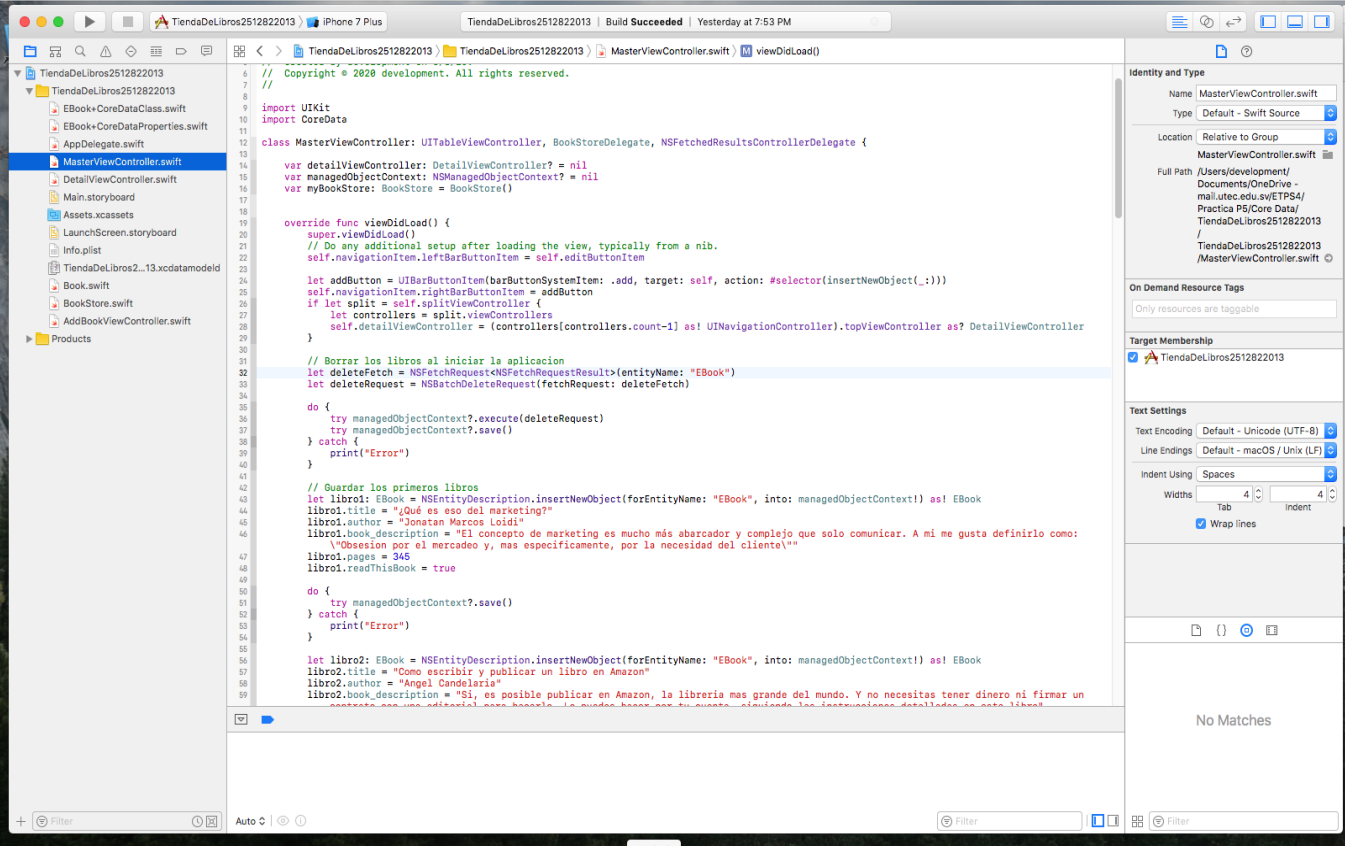 TiendaDeLibros2512822013 iPhone 7 Plus
TiendaDeLibros2512822013 | Build Succeeded | Yesterday at 7:53 PM
TiendaDeLibros2512822013 TiendaDeLibros2512822013 MasterViewController.swift M viewDidLoad()
TiendaDeLibros2512822013
TiendaDeLibros2512822013
EBook+CoreDataClass.swift
EBook+CoreDataProperties.swift
AppDelegate.swift
MasterViewController.swift
DetailViewController.swift
Main.storyboard
Assets.xcassets
LaunchScreen.storyboard
Info.plist
TiendaDeLibros2...13.xcdatamodeld
Book.swift
BookStore.swift
AddBookViewController.swift
Products
Filter
6 //  Copyright © 2020 development. All rights reserved.
7 //
8
9 import UIKit
10 import CoreData
11
12 class MasterViewController: UITableViewController, BookStoreDelegate, NSFetchedResultsControllerDelegate {
13
14 var detailViewController: DetailViewController? = nil
15 var managedObjectContext: NSManagedObjectContext? = nil
16 var myBookStore: BookStore = BookStore()
17
18
19 override func viewDidLoad() {
20 super.viewDidLoad()
21 // Do any additional setup after loading the view, typically from a nib.
22 self.navigationItem.leftBarButtonItem = self.editButtonItem
23
24 let addButton = UIBarButtonItem(barButtonSystemItem: .add, target: self, action: #selector(insertNewObject(_:)))
25 self.navigationItem.rightBarButtonItem = addButton
26 if let split = self.splitViewController {
27 let controllers = split.viewControllers
28 self.detailViewController = (controllers[controllers.count-1] as! UINavigationController).topViewController as? DetailViewController
29 }
30
31 // Borrar los libros al iniciar la aplicacion
32 let deleteFetch = NSFetchRequest<NSFetchRequestResult>(entityName: "EBook")
33 let deleteRequest = NSBatchDeleteRequest(fetchRequest: deleteFetch)
34
35 do {
36 try managedObjectContext?.execute(deleteRequest)
37 try managedObjectContext?.save()
38 } catch {
39 print("Error")
40 }
41
42 // Guardar los primeros libros
43 let libro1: EBook = NSEntityDescription.insertNewObject(forEntityName: "EBook", into: managedObjectContext!) as! EBook
44 libro1.title = "¿Qué es eso del marketing?"
45 libro1.author = "Jonatan Marcos Loidi"
46 libro1.book_description = "El concepto de marketing es mucho más abarcador y complejo que solo comunicar. A mi me gusta definirlo como:
\"Obsesion por el mercadeo y, mas especificamente, por la necesidad del cliente\""
47 libro1.pages = 345
48 libro1.readThisBook = true
49
50 do {
51 try managedObjectContext?.save()
52 } catch {
53 print("Error")
54 }
55
56 let libro2: EBook = NSEntityDescription.insertNewObject(forEntityName: "EBook", into: managedObjectContext!) as! EBook
57 libro2.title = "Como escribir y publicar un libro en Amazon"
58 libro2.author = "Angel Candelaria"
59 libro2.book_description = "Si, es posible publicar en Amazon, la libreria mas grande del mundo. Y no necesitas tener dinero ni firmar un
Auto
Filter
Identity and Type
Name MasterViewController.swift
Type Default - Swift Source
Location Relative to Group
MasterViewController.swift
Full Path /Users/development/
Documents/OneDrive -
mail.utec.edu.sv/ETPS4/
Practica P5/Core Data/
TiendaDeLibros2512822013
/
TiendaDeLibros2512822013
/MasterViewController.swift
On Demand Resource Tags
Only resources are taggable
Target Membership
TiendaDeLibros2512822013
Text Settings
Text Encoding Default - Unicode (UTF-8)
Line Endings Default - macOS / Unix (LF)
Indent Using Spaces
Widths 4 4
Tab Indent
Wrap lines
{}
No Matches
Filter